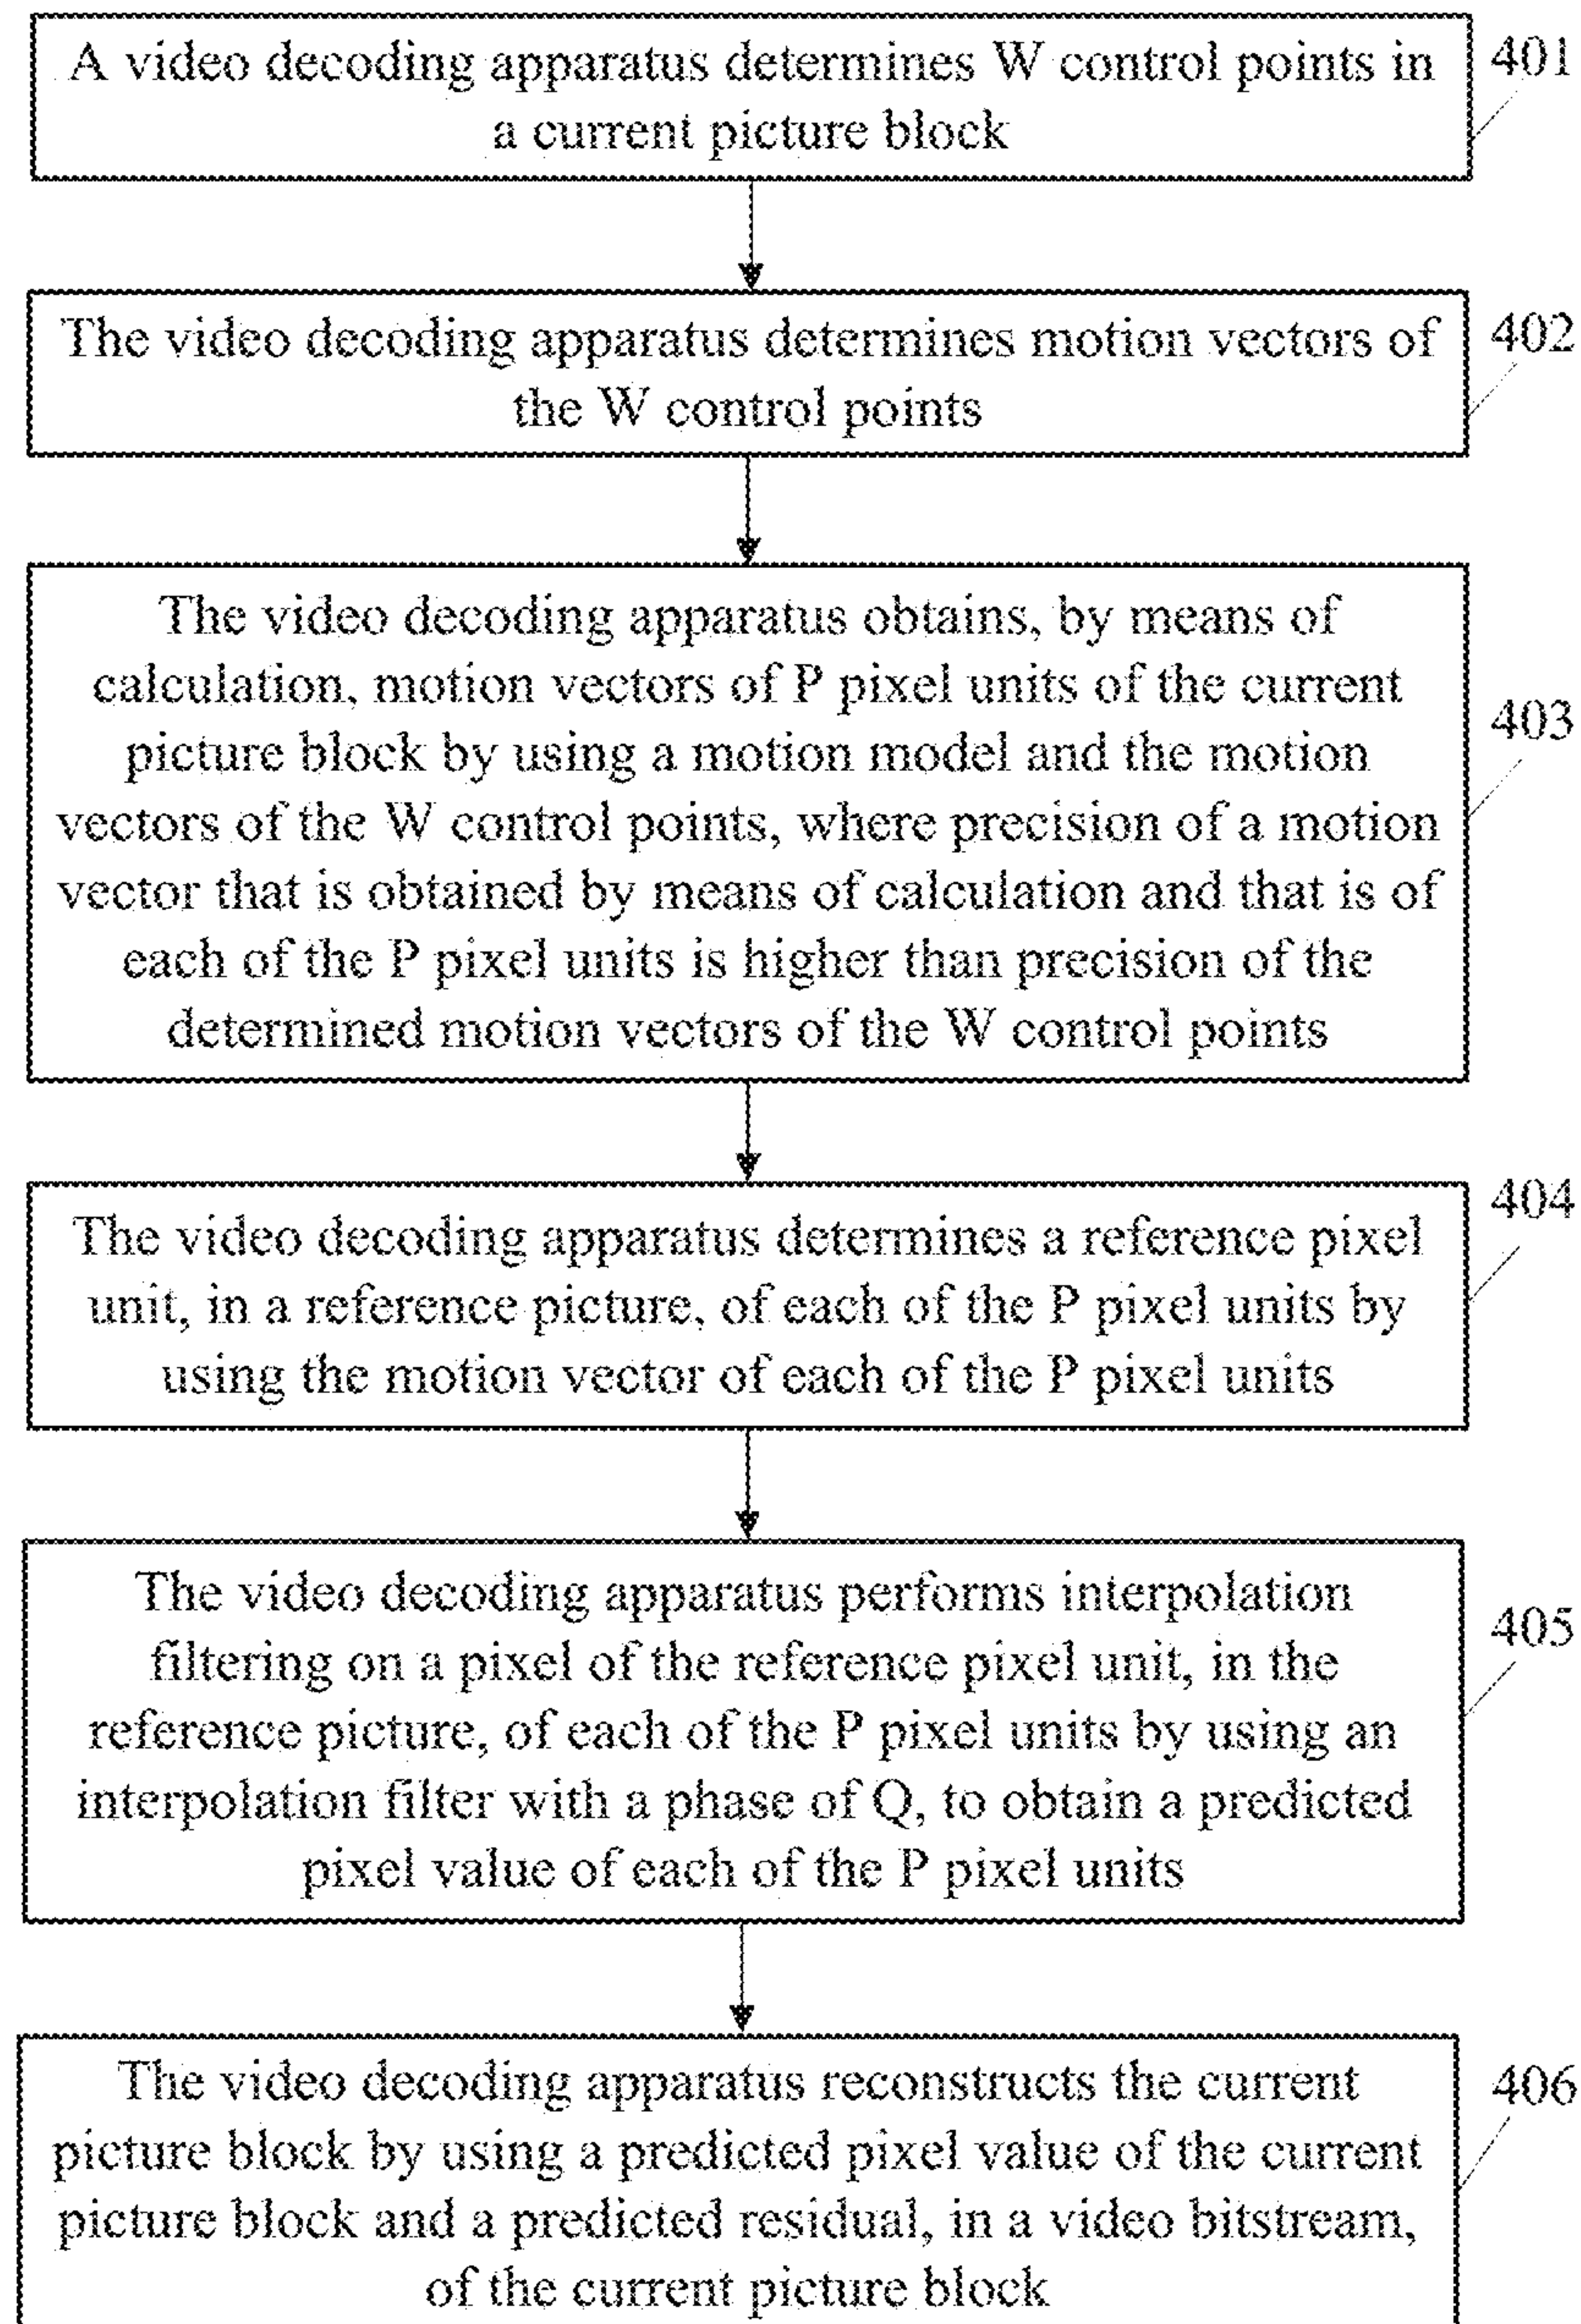 A video decoding apparatus determines W control points in
a current picture block
401
The video decoding apparatus determines motion vectors of
the W control points
402
The video decoding apparatus obtains, by means of
calculation, motion vectors of P pixel units of the current
picture block by using a motion model and the motion
vectors of the W control points, where precision of a motion
vector that is obtained by means of calculation and that is of
each of the P pixel units is higher than precision of the
determined motion vectors of the W control points
403
The video decoding apparatus determines a reference pixel
unit, in a reference picture, of each of the P pixel units by
using the motion vector of each of the P pixel units
404
The video decoding apparatus performs interpolation
filtering on a pixel of the reference pixel unit, in the
reference picture, of each of the P pixel units by using an
interpolation filter with a phase of Q, to obtain a predicted
pixel value of each of the P pixel units
405
The video decoding apparatus reconstructs the current
picture block by using a predicted pixel value of the current
picture block and a predicted residual, in a video bitstream,
of the current picture block
406